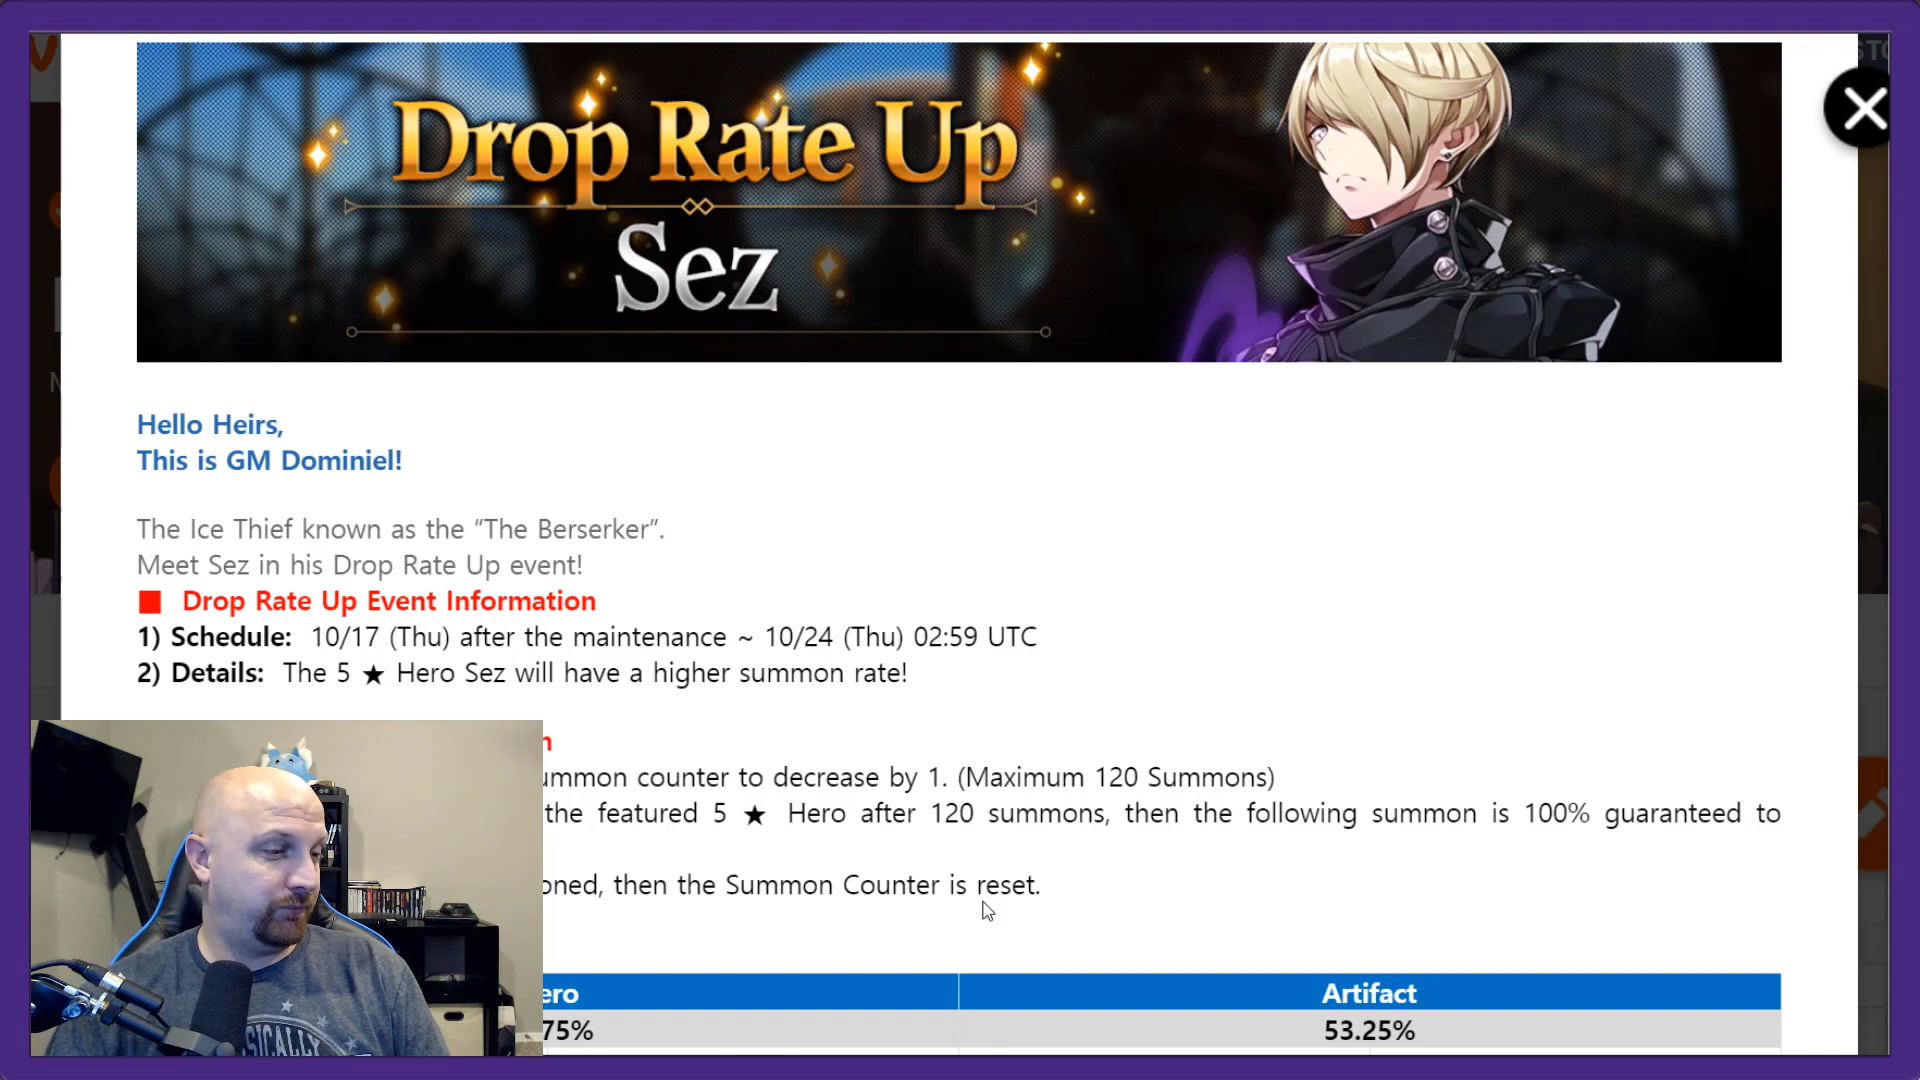 Drop Rate Up
Sez
Hello Heirs,
This is GM Dominiel!
The Ice Thief known as the “The Berserker”.
Meet Sez in his Drop Rate Up event!
■ Drop Rate Up Event Information
1) Schedule: 10/17 (Thu) after the maintenance ~ 10/24 (Thu) 02:59 UTC
2) Details: The 5 ★ Hero Sez will have a higher summon rate!
counter to decrease by 1. (Maximum 120 Summons)
the featured 5 ★ Hero after 120 summons, then the following summon is 100% guaranteed to
then the Summon Counter is reset.
Artifact
75% 53.25%